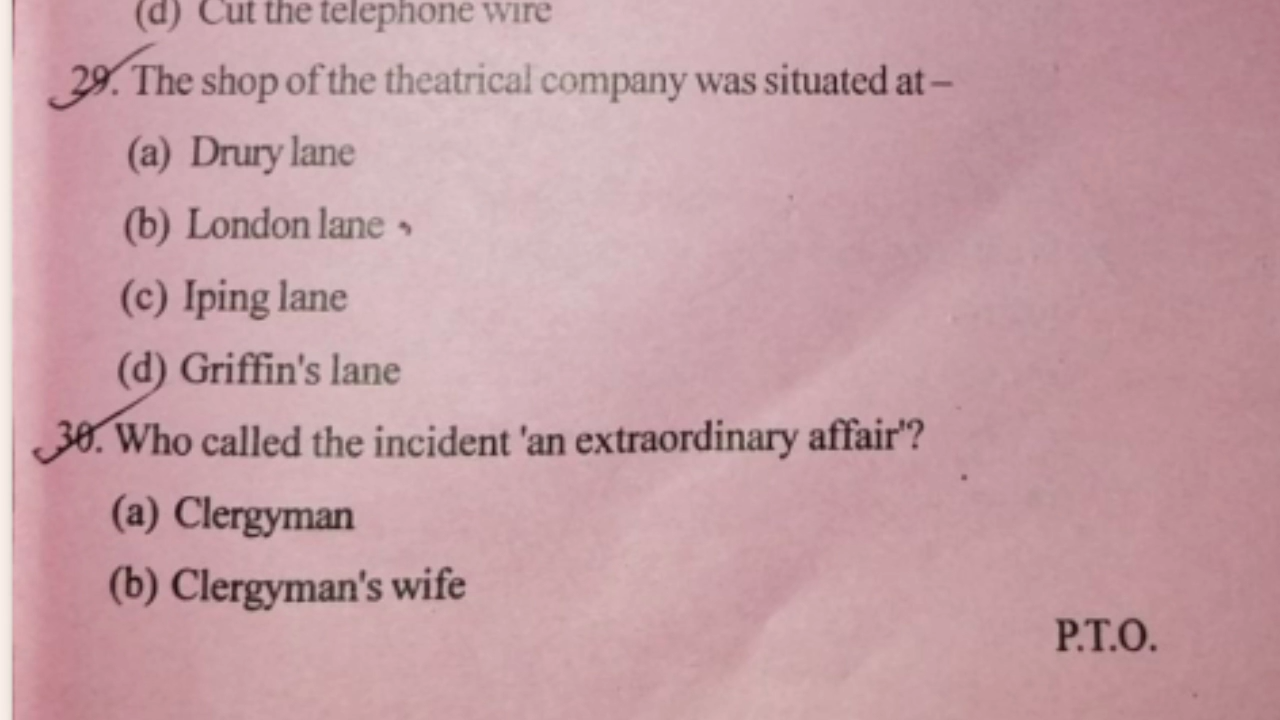 (d) Cut the telephone wire
29. The shop of the theatrical company was situated at –
(a) Drury lane
(b) London lane
(c) Iping lane
(d) Griffin's lane
30. Who called the incident 'an extraordinary affair'?
(a) Clergyman
(b) Clergyman's wife
P.T.O.